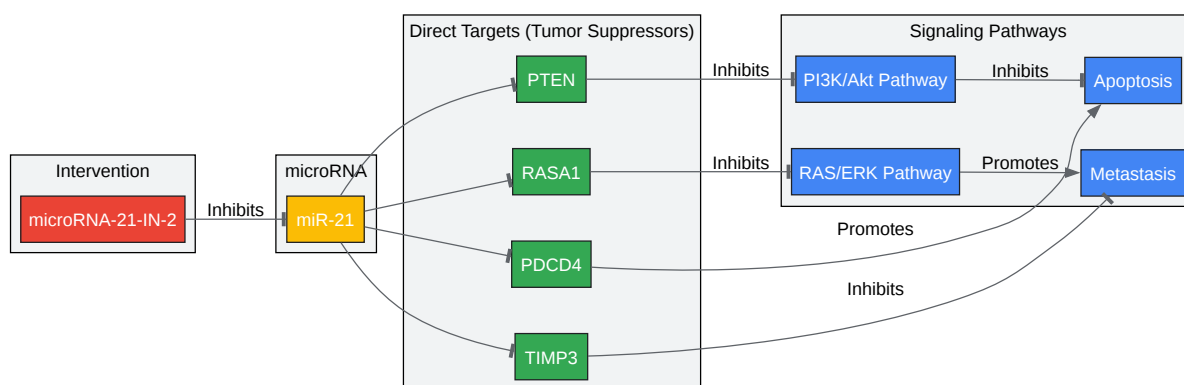 Direct Targets (Tumor Suppressors)
Signaling Pathways
PTEN
Inhibits
PI3K/Akt Pathway
Inhibits
Apoptosis
Intervention
microRNA
RASA1
Inhibits
RAS/ERK Pathway
Promotes
Metastasis
microRNA-21-IN-2
Inhibits
miR-21
Promotes
PDCD4
Inhibits
TIMP3